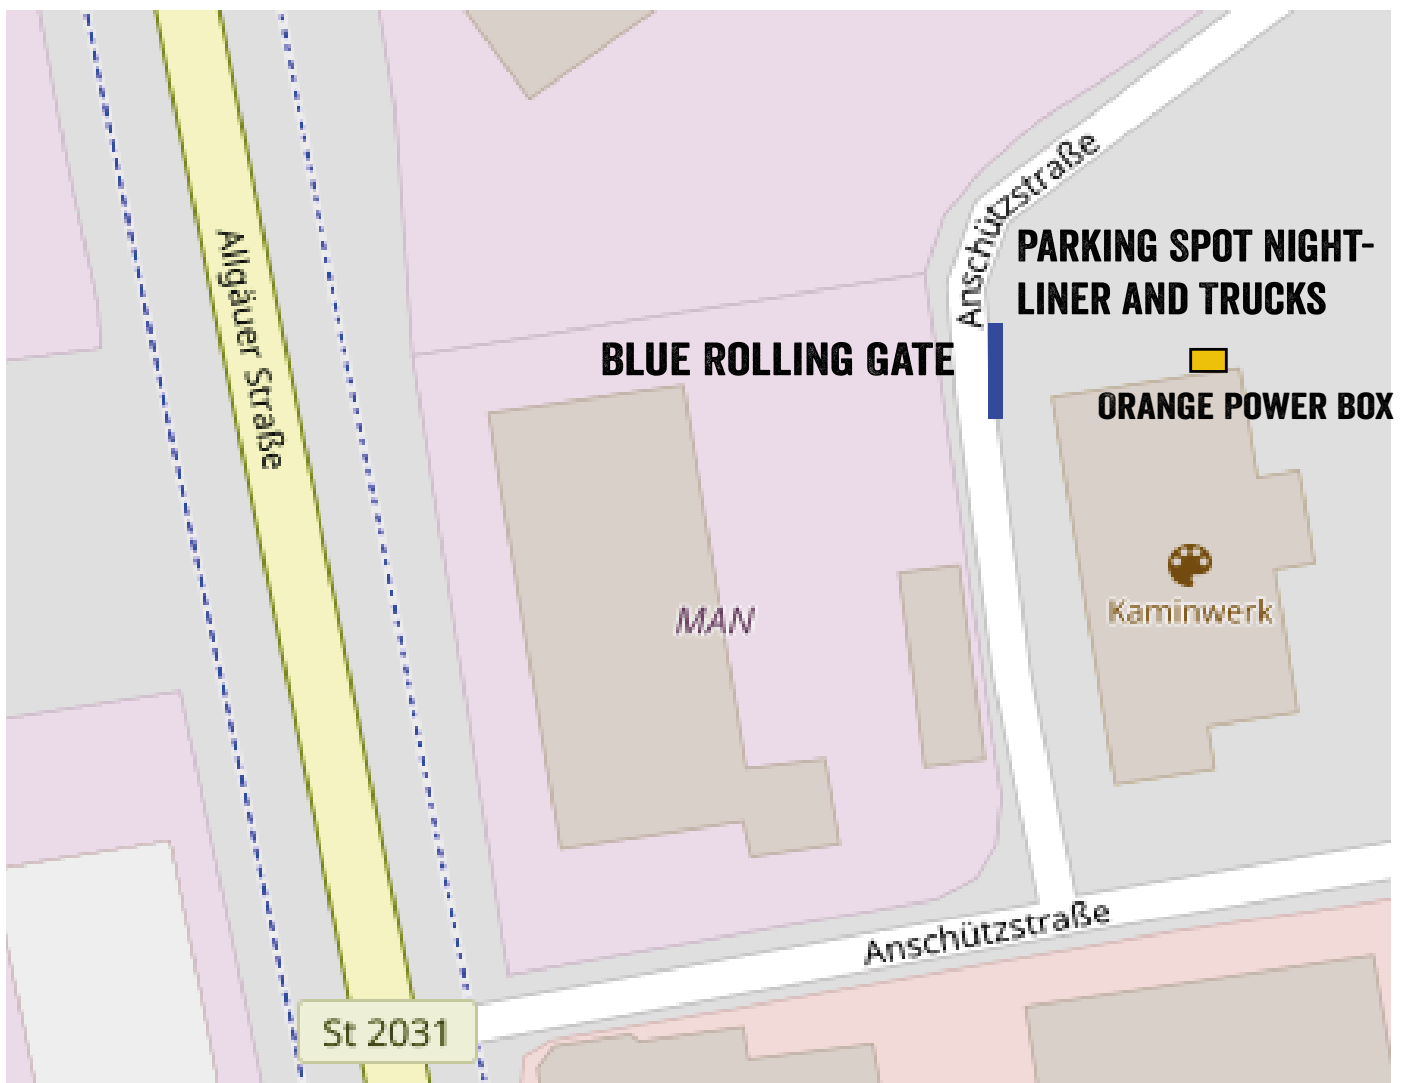 Anschützstraße
PARKING SPOT NIGHT-
LINER AND TRUCKS
Allgäuer Straße
BLUE ROLLING GATE
ORANGE POWER BOX
MAN
Kaminwerk
Anschützstraße
St 2031